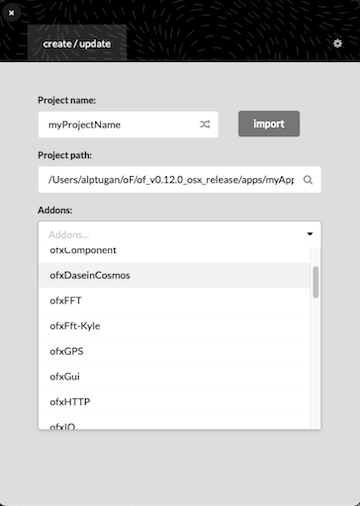 create / update
Project name:
myProjectName
import
Project path:
/Users/alptugan/oF/of_v0.12.0_osx_release/apps/myApp
Addons:
Addons...
ofxComponent
ofxDaseinCosmos
ofxFFT
ofxFft-Kyle
ofxGPS
ofxGui
ofxHTTP
ofxIO